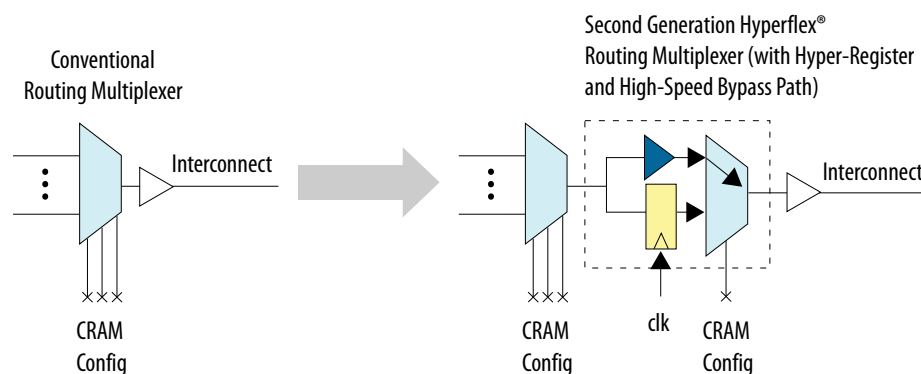 Conventional
Routing Multiplexer
Interconnect
CRAM
Config
Second Generation Hyperflex®
Routing Multiplexer (with Hyper-Register
and High-Speed Bypass Path)
Interconnect
CRAM
Config
clk
CRAM
Config